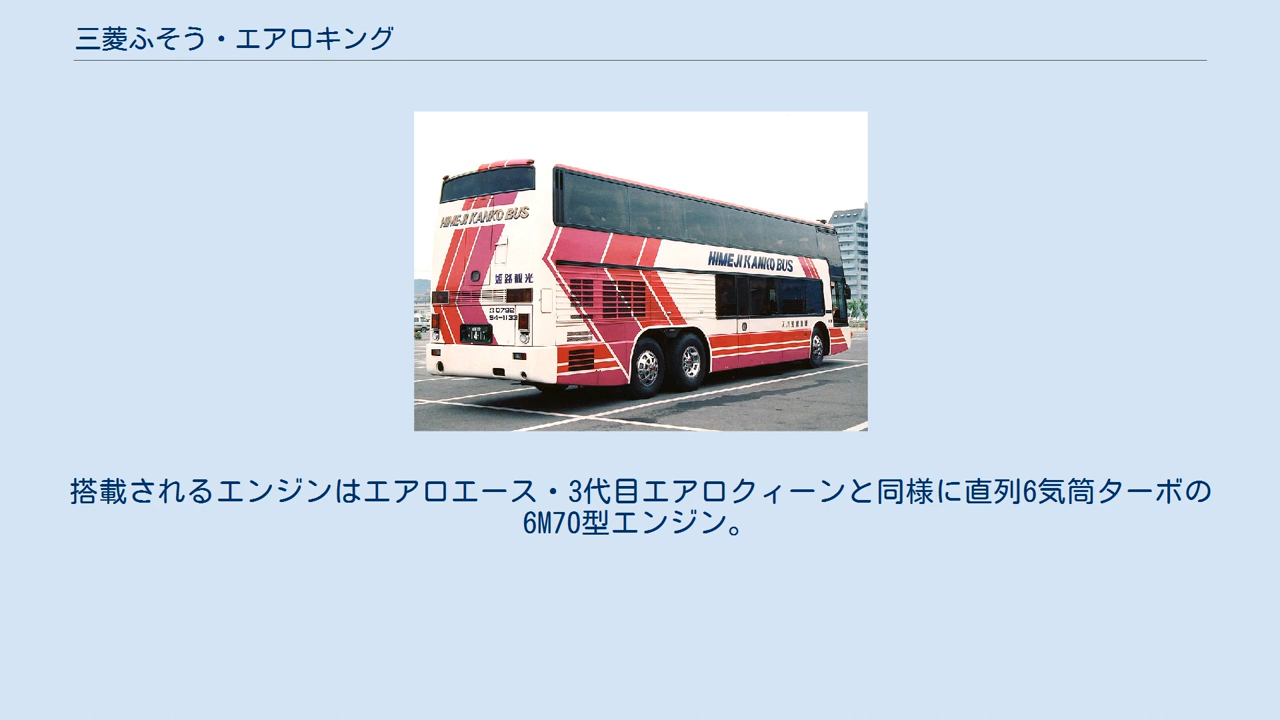 三菱ふそう・エアロキング
HIMEJI KANKO BUS
HIMEJI KANKO BUS
姫路観光
0792
94-1133
搭載されるエンジンはエアロエース・3代目エアロクィーンと同様に直列6気筒ターボの
6M70型エンジン。